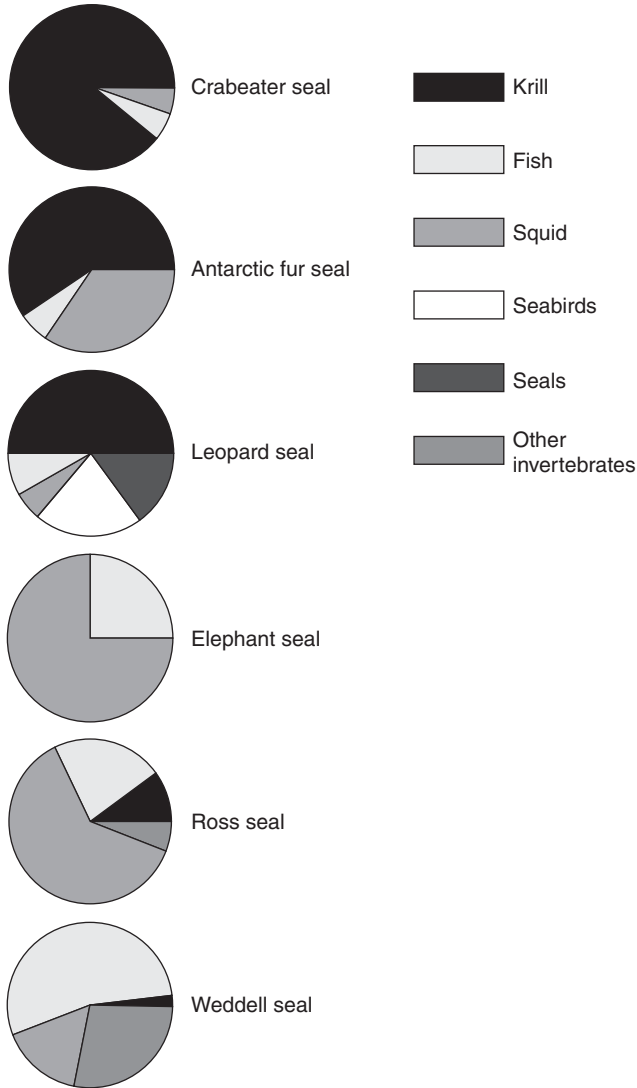 Crabeater seal
Antarctic fur seal
Leopard seal
Elephant seal
Ross seal
Weddell seal
Krill
Fish
Squid
Seabirds
Seals
Other
invertebrates